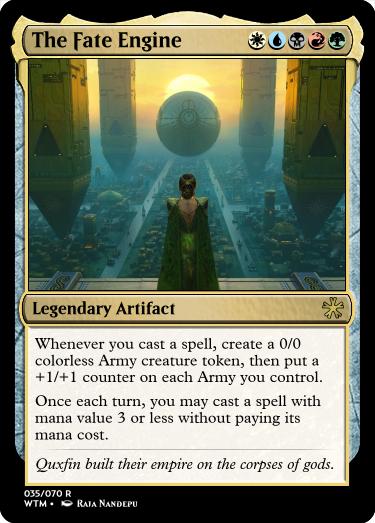 The Fate Engine
Legendary Artifact
Whenever you cast a spell, create a 0/0
colorless Army creature token, then put a
+1/+1 counter on each Army you control.
Once each turn, you may cast a spell with
mana value 3 or less without paying its
mana cost.
Quxfin built their empire on the corpses of gods.
035/070 R
WTM • Raja Nandepu